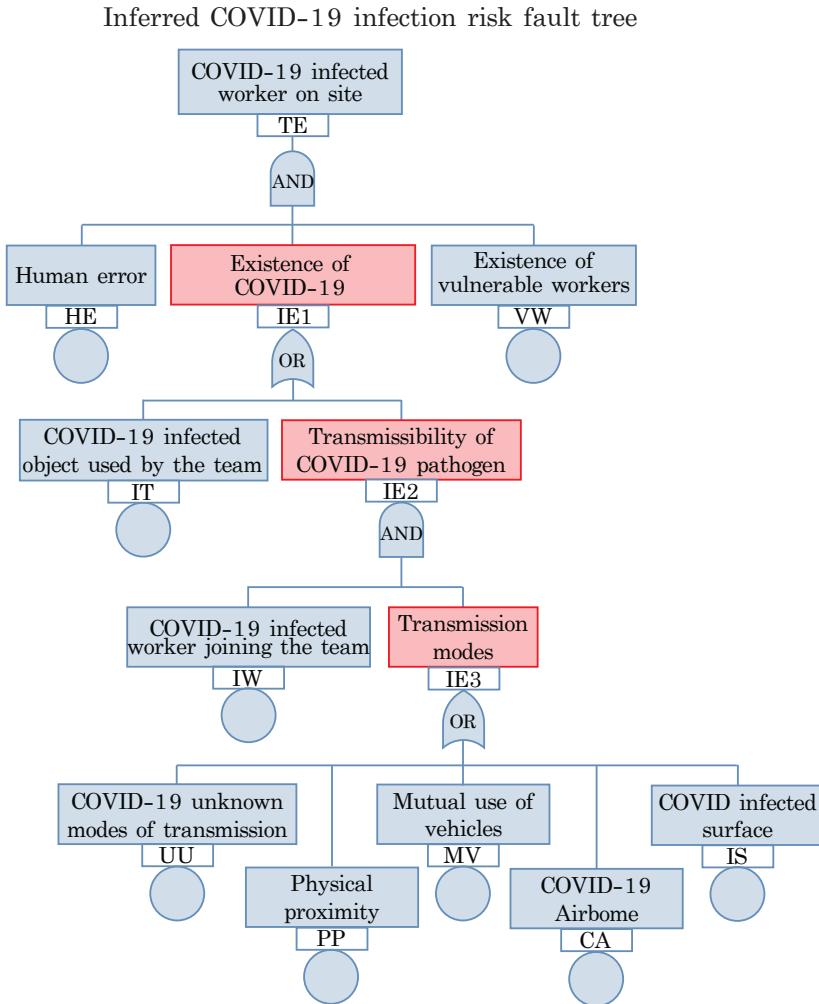 Inferred COVID-19 infection risk fault tree
COVID-19 infected
worker on site
TE
AND
Human error
HE
Existence of
COVID-19
IE1
Existence of
vulnerable workers
VW
OR
COVID-19 infected
object used by the team
IT
Transmissibility of
COVID-19 pathogen
IE2
AND
COVID-19 infected
worker joining the team
IW
Transmission
modes
IE3
OR
COVID-19 unknown
modes of transmission
UU
Physical
proximity
PP
Mutual use of
vehicles
MV
COVID-19
Airbome
CA
COVID infected
surface
IS